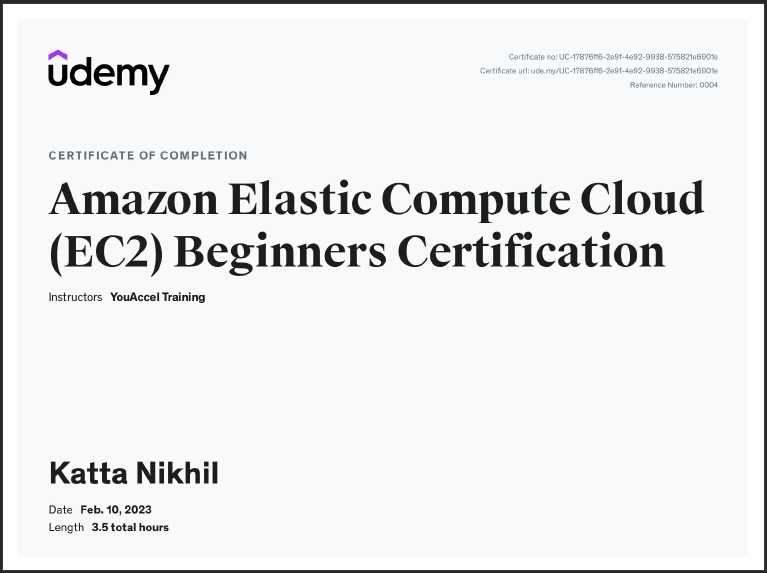 udemy
Certificate no: UC-17876ff6-2e9f-4e92-9938-575821e6901e
Certificate url: ude.my/UC-17876ff6-2e9f-4e92-9938-575821e6901e
Reference Number: 0004
CERTIFICATE OF COMPLETION
Amazon Elastic Compute Cloud
(EC2) Beginners Certification
Instructors YouAccel Training
Katta Nikhil
Date Feb. 10, 2023
Length 3.5 total hours